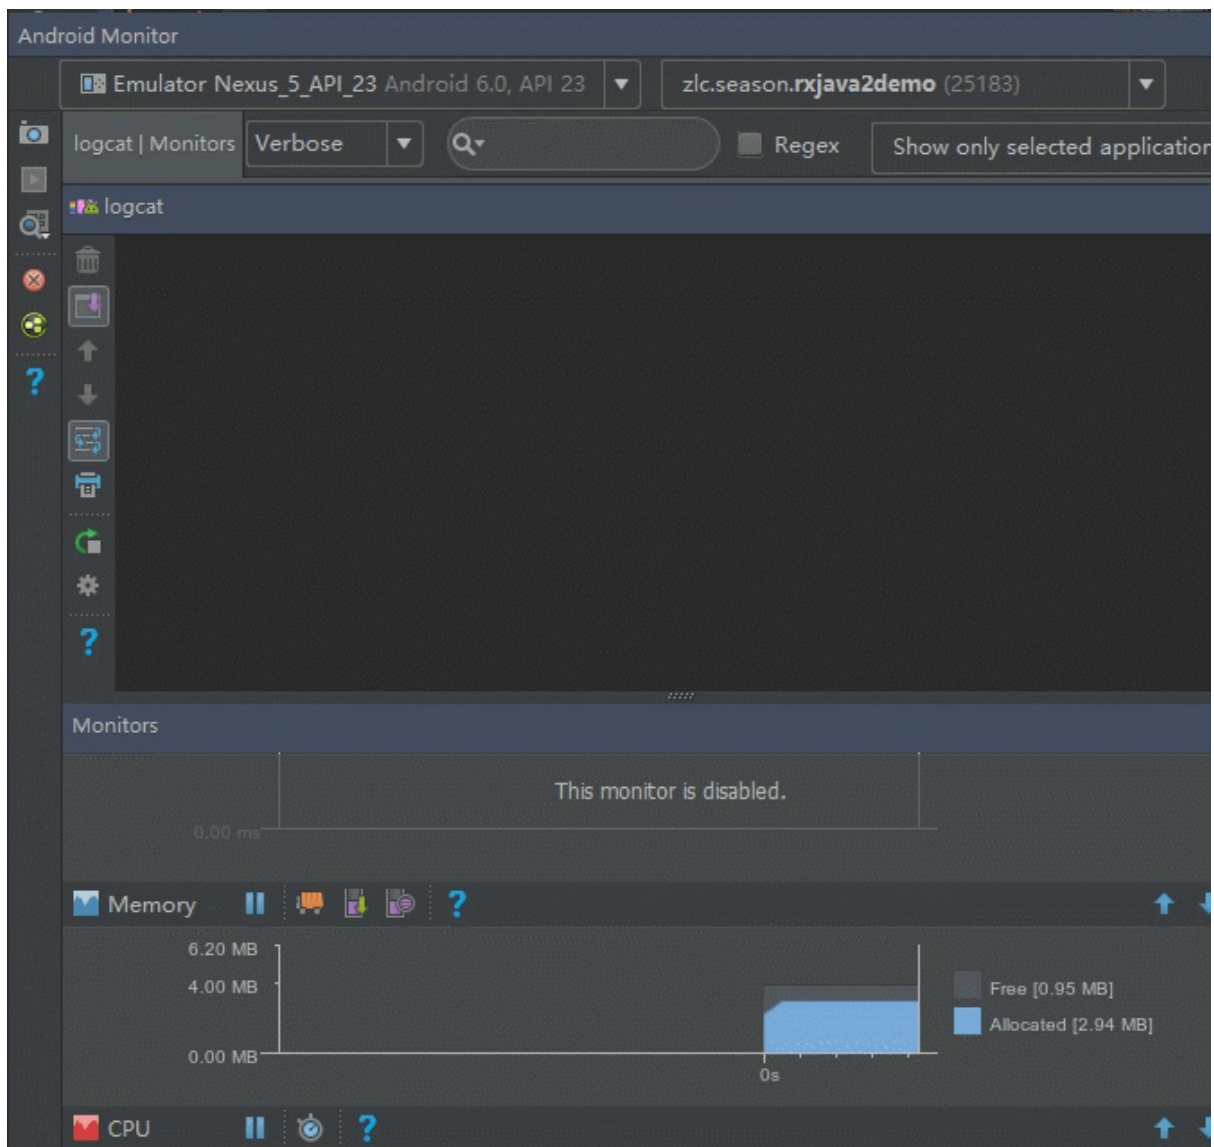 Android Monitor
Emulator Nexus_5_API_23 Android 6.0, API 23 zlc.season.rxjava2demo (25183)
logcat | Monitors Verbose Regex Show only selected application
logcat
Monitors
This monitor is disabled.
0.00 ms
Memory ?
6.20 MB
4.00 MB
Free [0.95 MB]
Allocated [2.94 MB]
0.00 MB
0s
CPU ?